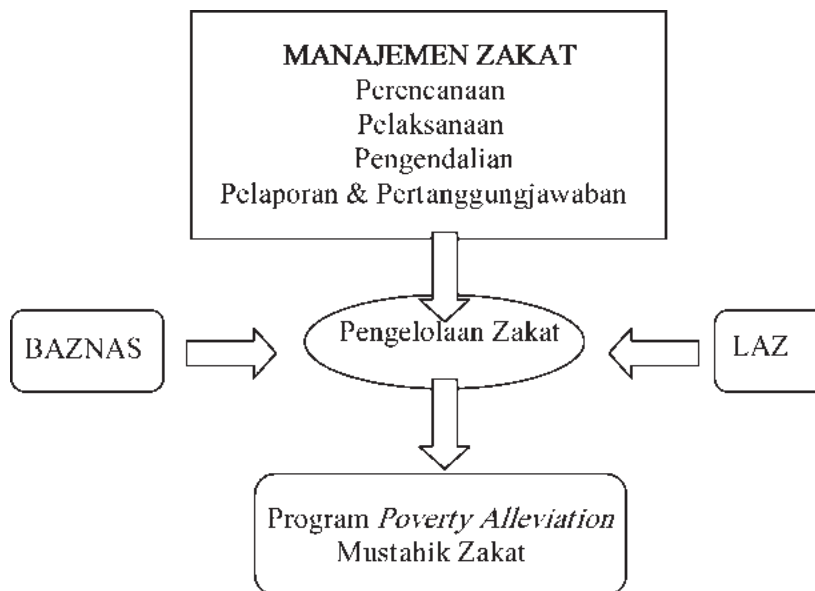 MANAJEMEN ZAKAT
Perencanaan
Pelaksanaan
Pengendalian
Pelaporan & Pertanggungjawaban
BAZNAS
Pengelolaan Zakat
LAZ
Program Poverty Alleviation
Mustahik Zakat